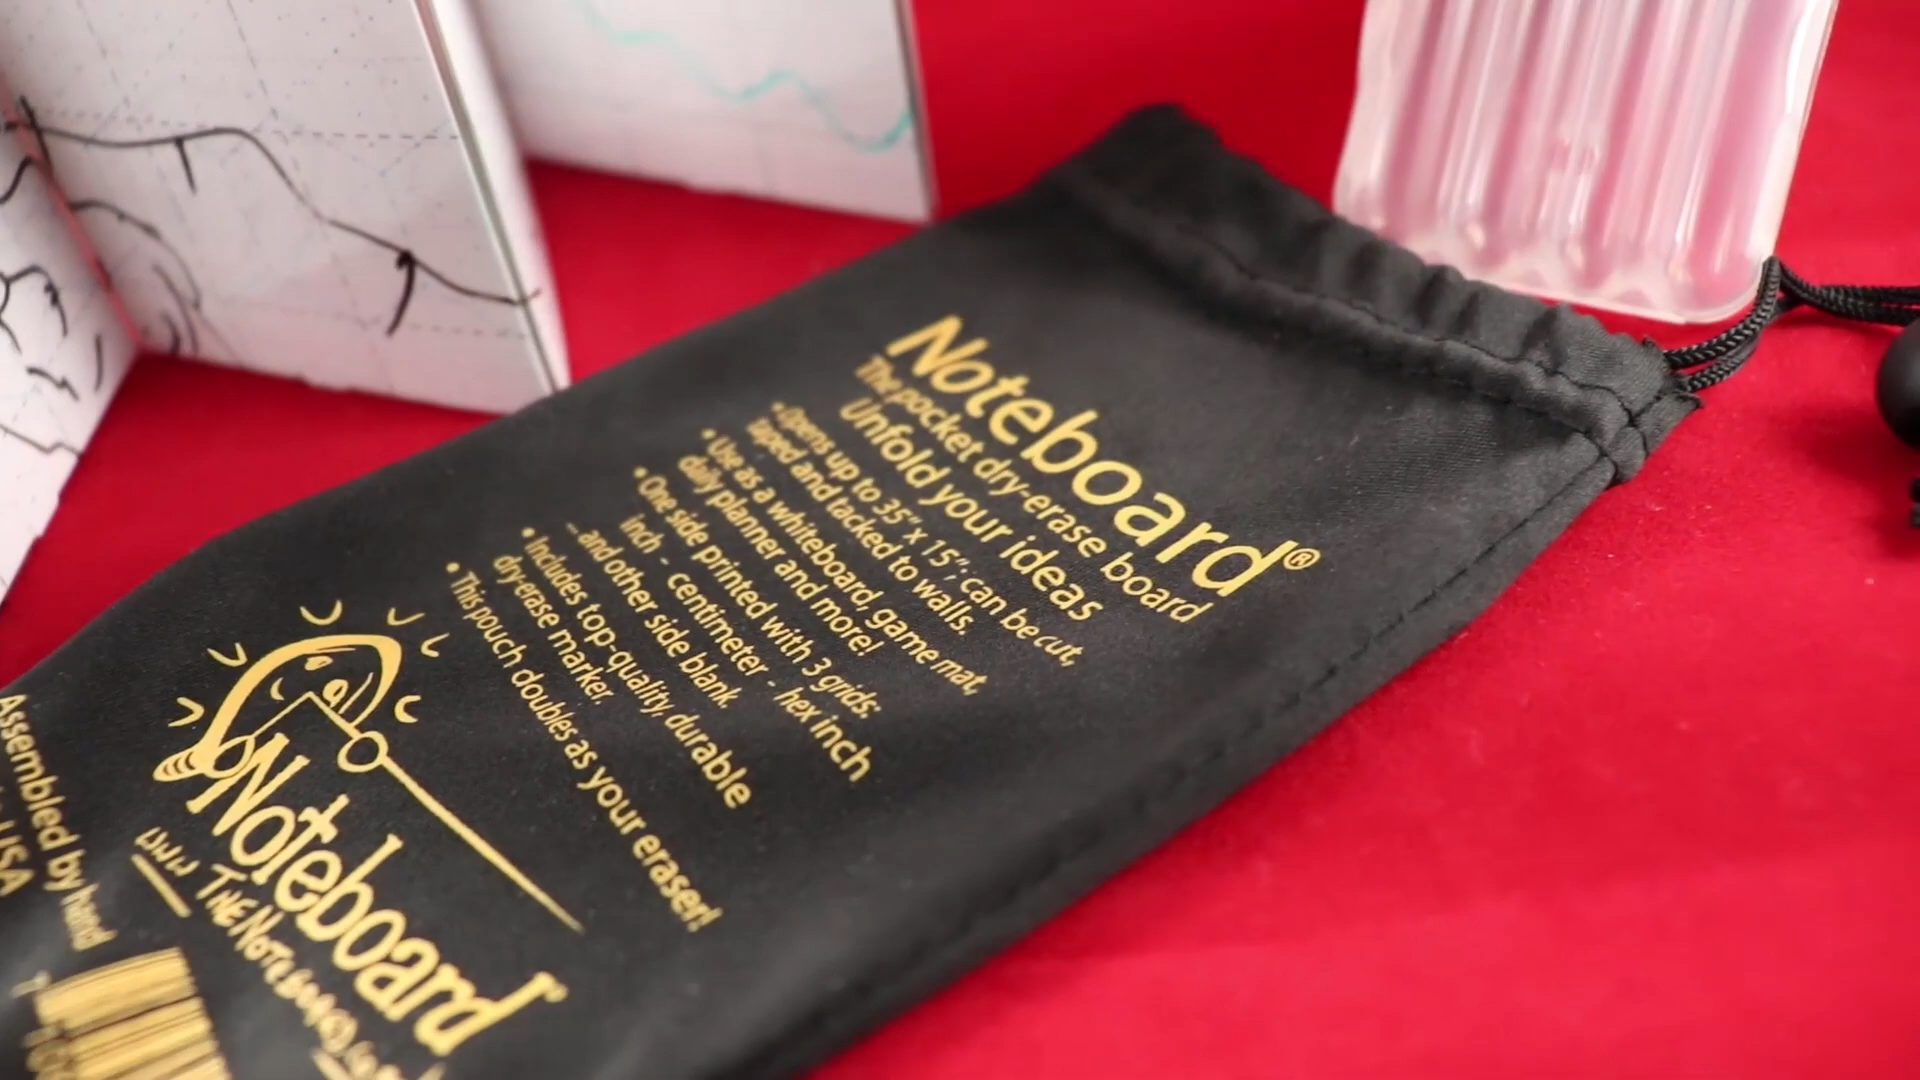 Noteboard®
The pocket dry-erase board
Unfold your ideas
• Opens up to 35" x 15"; can be cut,
taped and tacked to walls.
• Use as a whiteboard, game mat,
daily planner and more!
• One side printed with 3 grids:
inch - centimeter - hex inch
...and other side blank.
• Includes top-quality, durable
dry-erase marker.
• This pouch doubles as your eraser!
Noteboard
www TheNoteboard
Assembled by hand
USA